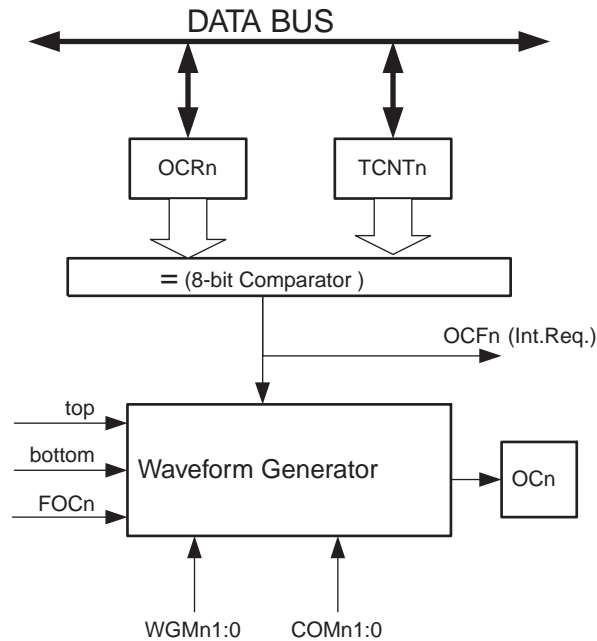 DATA BUS
OCRn
TCNTn
= (8-bit Comparator )
OCFn (Int.Req.)
top
bottom
FOCn
Waveform Generator
OCn
WGMn1:0
COMn1:0